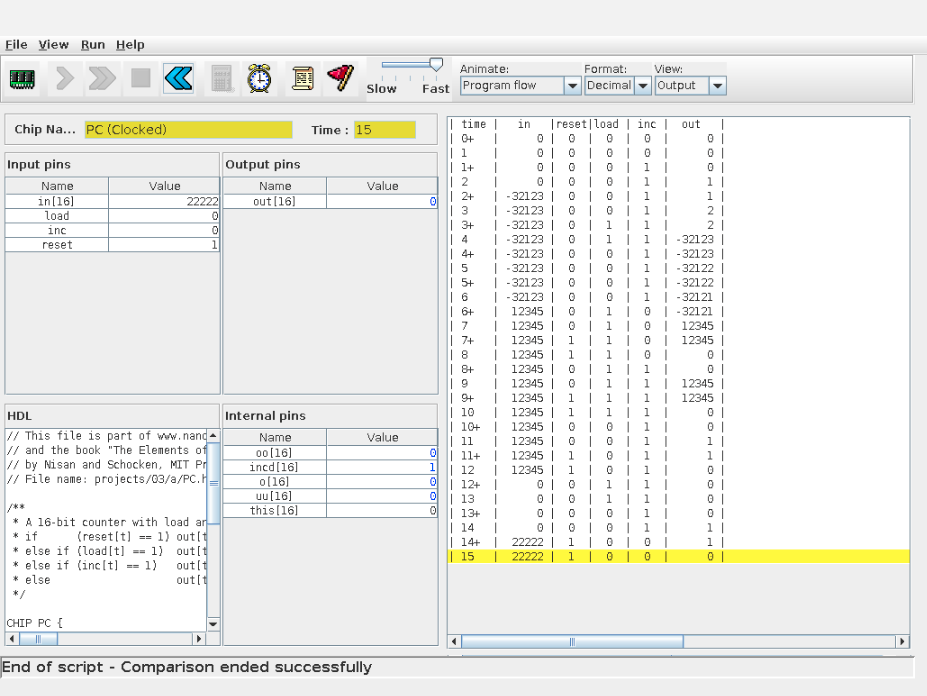 File View Run Help
Slow Fast
Animate: Format: View:
Program flow Decimal Output
Chip Na... PC (Clocked) Time : 15
Input pins
Name Value
in[16] 22222
load 0
inc 0
reset 1
Output pins
Name Value
out[16] 0
HDL
// This file is part of www.nand
// and the book "The Elements of
// by Nisan and Schocken, MIT Pr
// File name: projects/03/a/PC.h
/**
* A 16-bit counter with load an
* if (reset[t] == 1) out[t
* else if (load[t] == 1) out[t
* else if (inc[t] == 1) out[t
* else out[t
*/
CHIP PC {
Internal pins
Name Value
oo[16] 0
incd[16] 1
o[16] 0
uu[16] 0
this[16] 0
| time | in |reset|load | inc | out |
| 0+ | 0 | 0 | 0 | 0 | 0 |
| 1 | 0 | 0 | 0 | 0 | 0 |
| 1+ | 0 | 0 | 0 | 1 | 0 |
| 2 | 0 | 0 | 0 | 1 | 1 |
| 2+ | -32123 | 0 | 0 | 1 | 1 |
| 3 | -32123 | 0 | 0 | 1 | 2 |
| 3+ | -32123 | 0 | 1 | 1 | 2 |
| 4 | -32123 | 0 | 1 | 1 | -32123 |
| 4+ | -32123 | 0 | 0 | 1 | -32123 |
| 5 | -32123 | 0 | 0 | 1 | -32122 |
| 5+ | -32123 | 0 | 0 | 1 | -32122 |
| 6 | -32123 | 0 | 0 | 1 | -32121 |
| 6+ | 12345 | 0 | 1 | 0 | -32121 |
| 7 | 12345 | 0 | 1 | 0 | 12345 |
| 7+ | 12345 | 1 | 1 | 0 | 12345 |
| 8 | 12345 | 1 | 1 | 0 | 0 |
| 8+ | 12345 | 0 | 1 | 1 | 0 |
| 9 | 12345 | 0 | 1 | 1 | 12345 |
| 9+ | 12345 | 1 | 1 | 1 | 12345 |
| 10 | 12345 | 1 | 1 | 1 | 0 |
| 10+ | 12345 | 0 | 0 | 1 | 0 |
| 11 | 12345 | 0 | 0 | 1 | 1 |
| 11+ | 12345 | 1 | 0 | 1 | 1 |
| 12 | 12345 | 1 | 0 | 1 | 0 |
| 12+ | 0 | 0 | 1 | 1 | 0 |
| 13 | 0 | 0 | 1 | 1 | 0 |
| 13+ | 0 | 0 | 0 | 1 | 0 |
| 14 | 0 | 0 | 0 | 1 | 1 |
| 14+ | 22222 | 1 | 0 | 0 | 1 |
| 15 | 22222 | 1 | 0 | 0 | 0 |
End of script - Comparison ended successfully